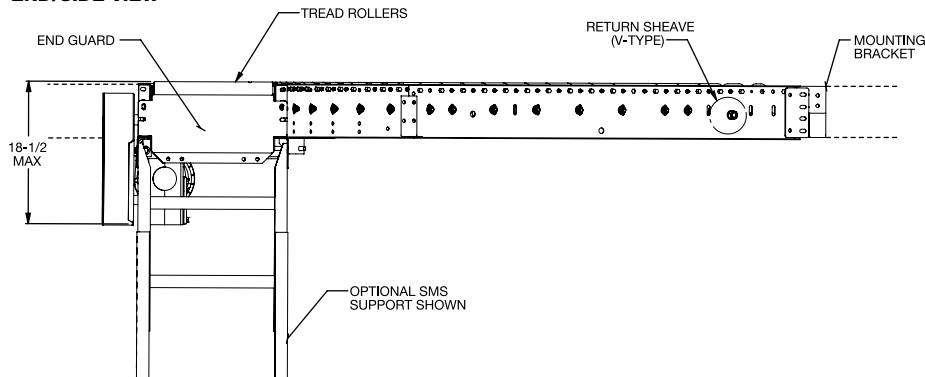 TREAD ROLLERS
END GUARD
RETURN SHEAVE
(V-TYPE)
MOUNTING
BRACKET
18-1/2
MAX
OPTIONAL SMS
SUPPORT SHOWN